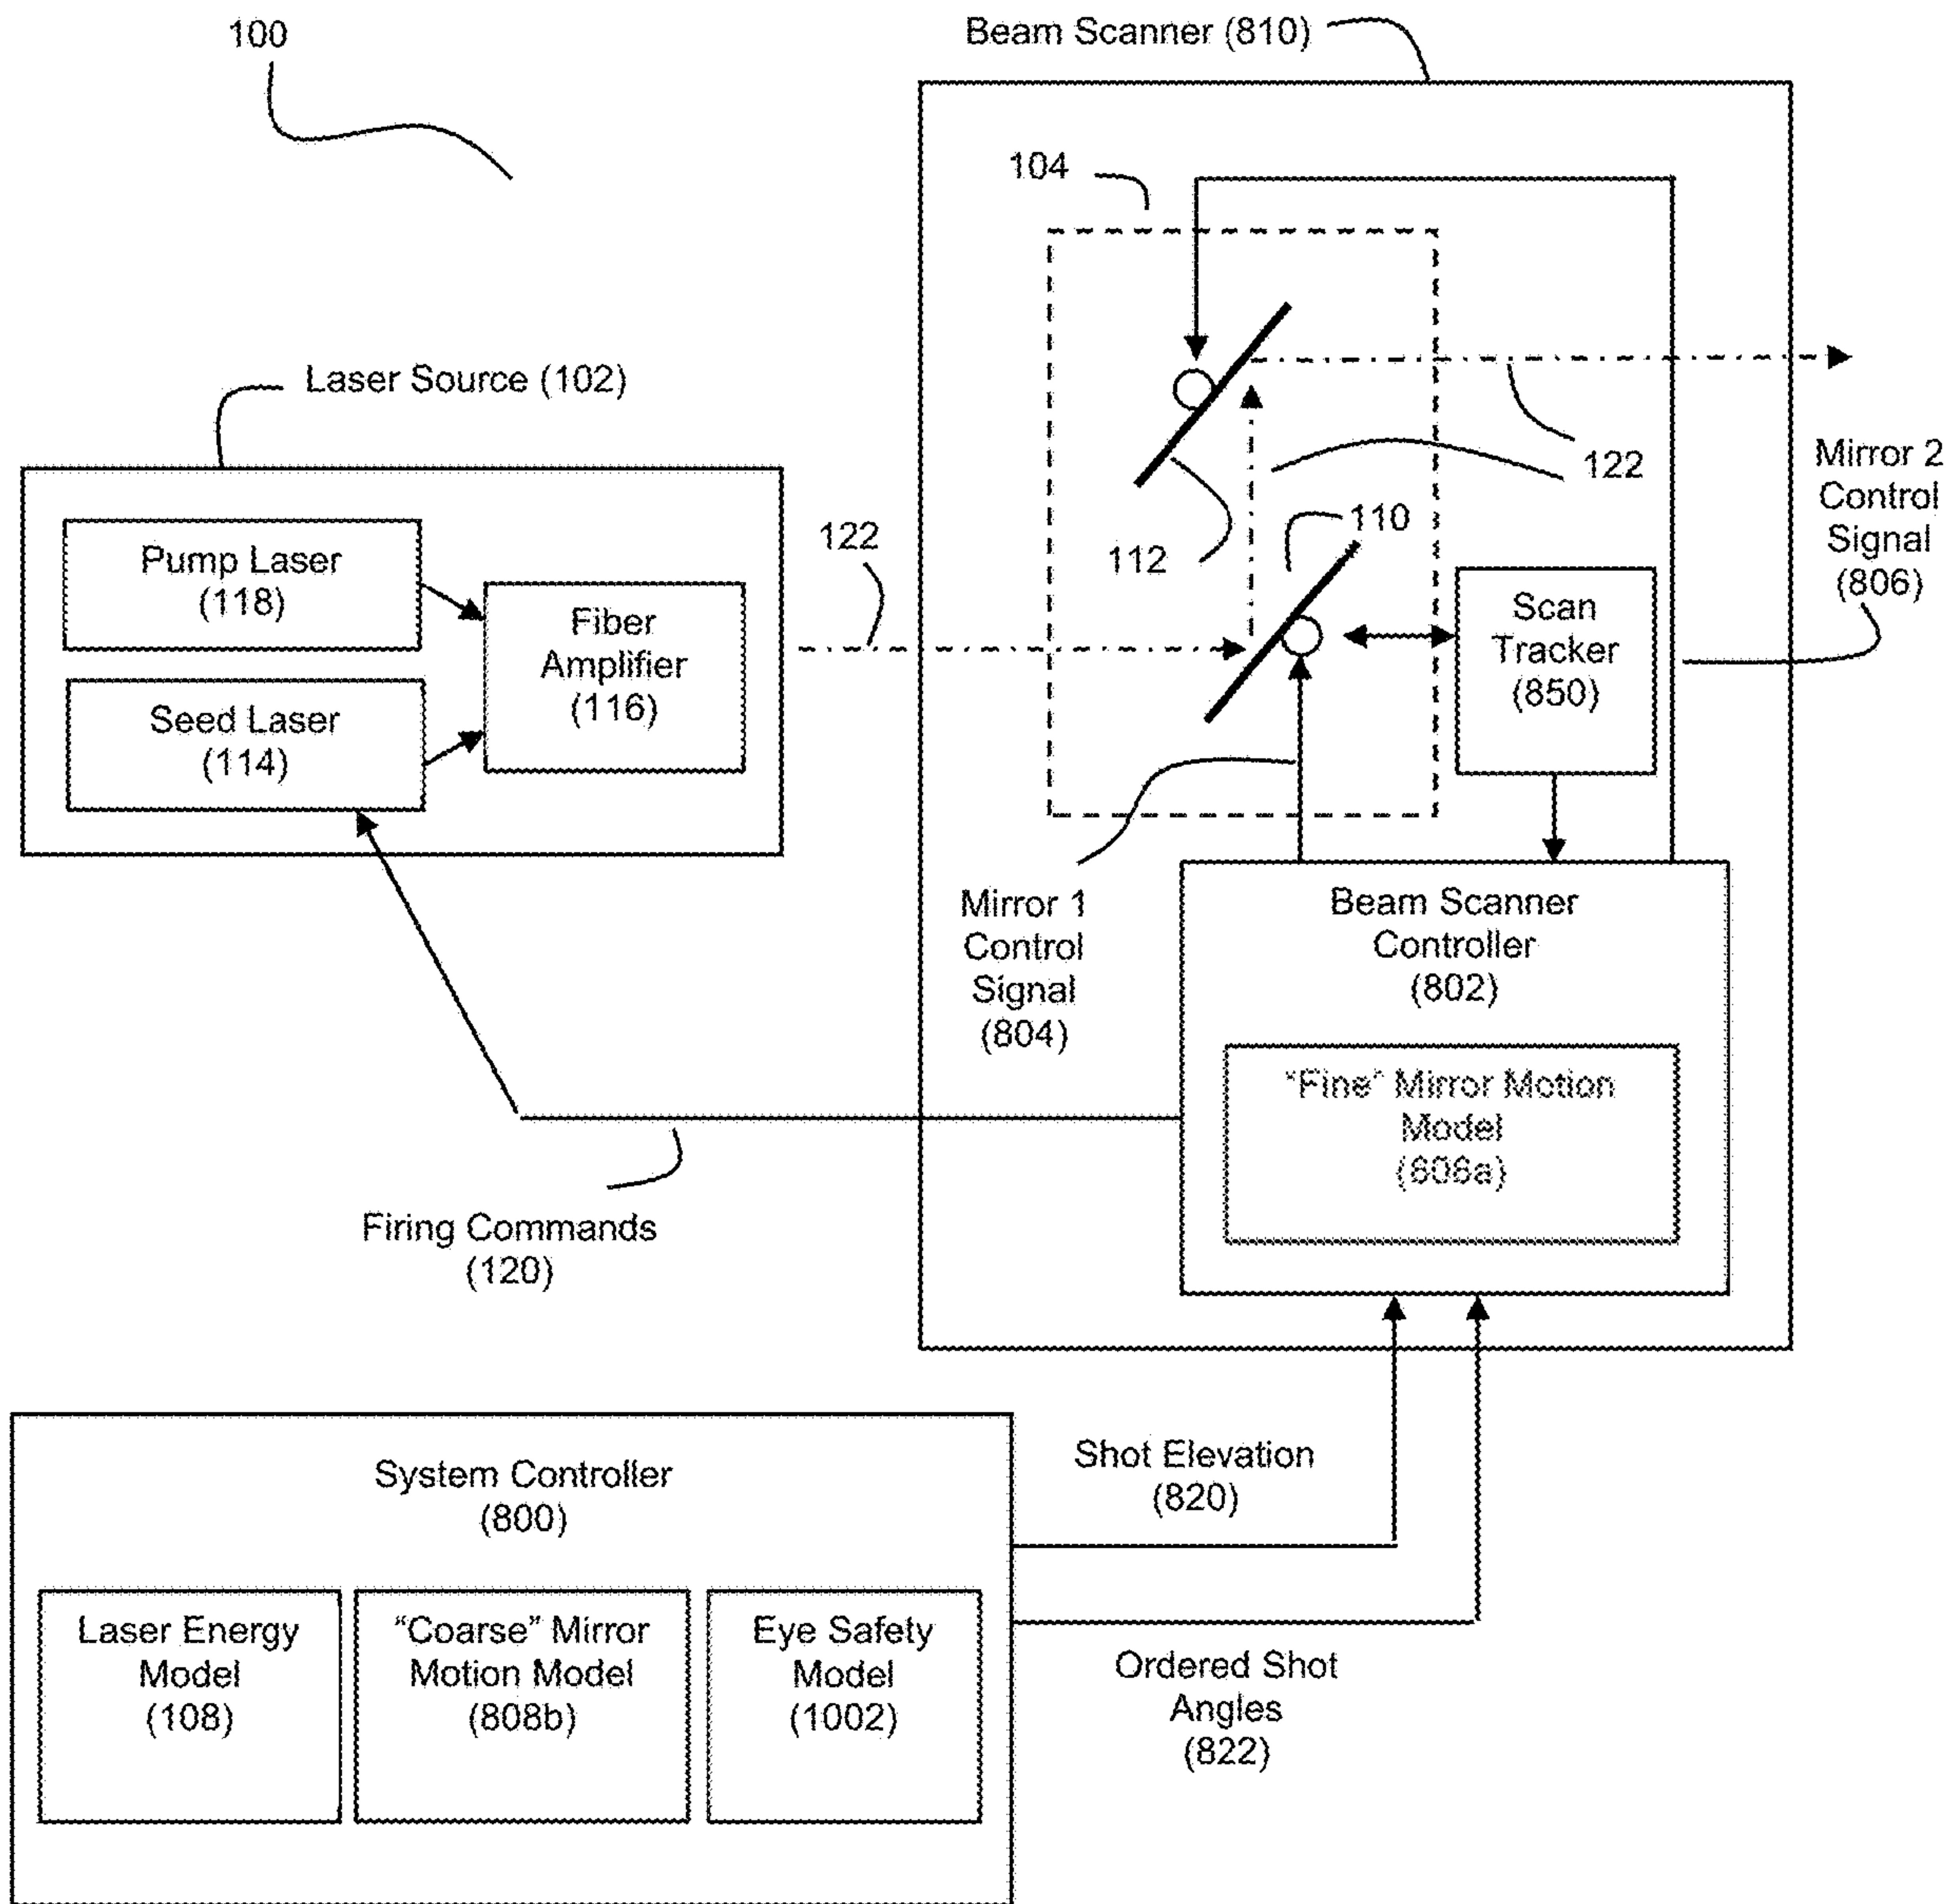 100
Beam Scanner (810)
104
Laser Source (102)
122
112
110
122
Mirror 2
Control
Signal
(806)
Pump Laser
(118)
Seed Laser
(114)
Fiber
Amplifier
(116)
Scan
Tracker
(850)
Mirror 1
Control
Signal
(804)
Beam Scanner
Controller
(802)
"Fine" Mirror Motion
Model
Firing Commands
(120)
System Controller
(800)
Shot Elevation
(820)
Laser Energy
Model
(108)
"Coarse" Mirror
Motion Model
(808b)
Eye Safety
Model
(1002)
Ordered Shot
Angles
(822)